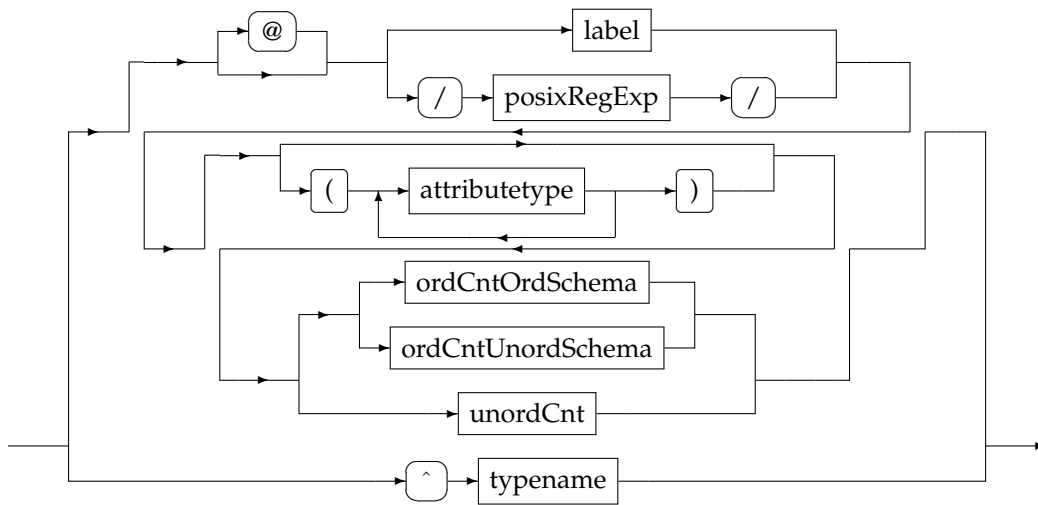 @
label
/ posixRegExp /
( attributetype )
ordCntOrdSchema
ordCntUnordSchema
unordCnt
^ typename